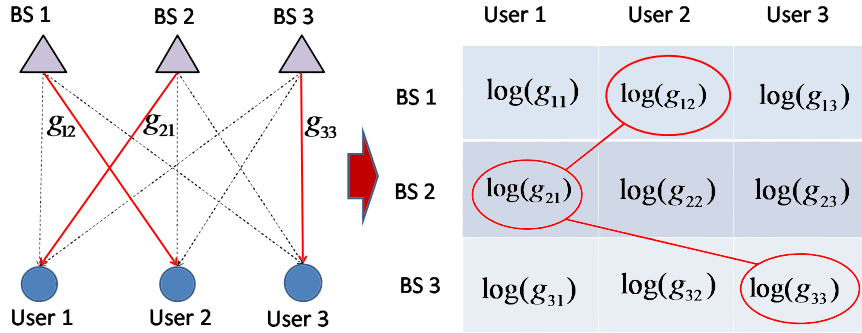 BS 1 BS 2 BS 3
g₁₂ g₂₁ g₃₃
User 1 User 2 User 3
User 1 User 2 User 3
BS 1 log(g₁₁) log(g₁₂) log(g₁₃)
BS 2 log(g₂₁) log(g₂₂) log(g₂₃)
BS 3 log(g₃₁) log(g₃₂) log(g₃₃)